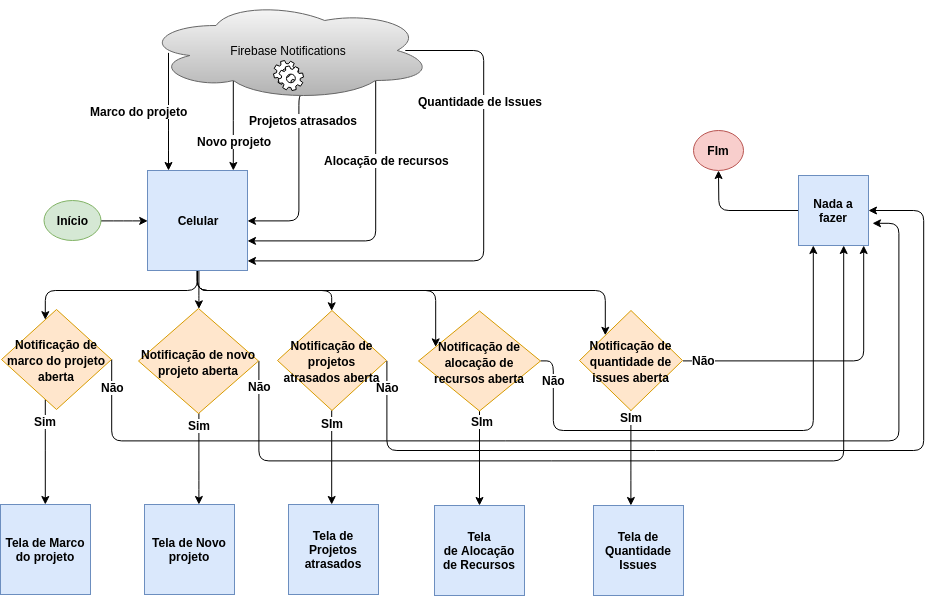 Firebase Notifications
Marco do projeto
Novo projeto
Projetos atrasados
Alocação de recursos
Quantidade de Issues
Início
Celular
FIm
Nada a
fazer
Notificação de
marco do projeto
aberta
Notificação de novo
projeto aberta
Notificação de
projetos
atrasados aberta
Notificação de
alocação de
recursos aberta
Notificação de
quantidade de
issues aberta
Não
Não
Não
Não
Não
Sim
Sim
SIm
SIm
SIm
Tela de Marco
do projeto
Tela de Novo
projeto
Tela de
Projetos
atrasados
Tela
de Alocação
de Recursos
Tela de
Quantidade
Issues